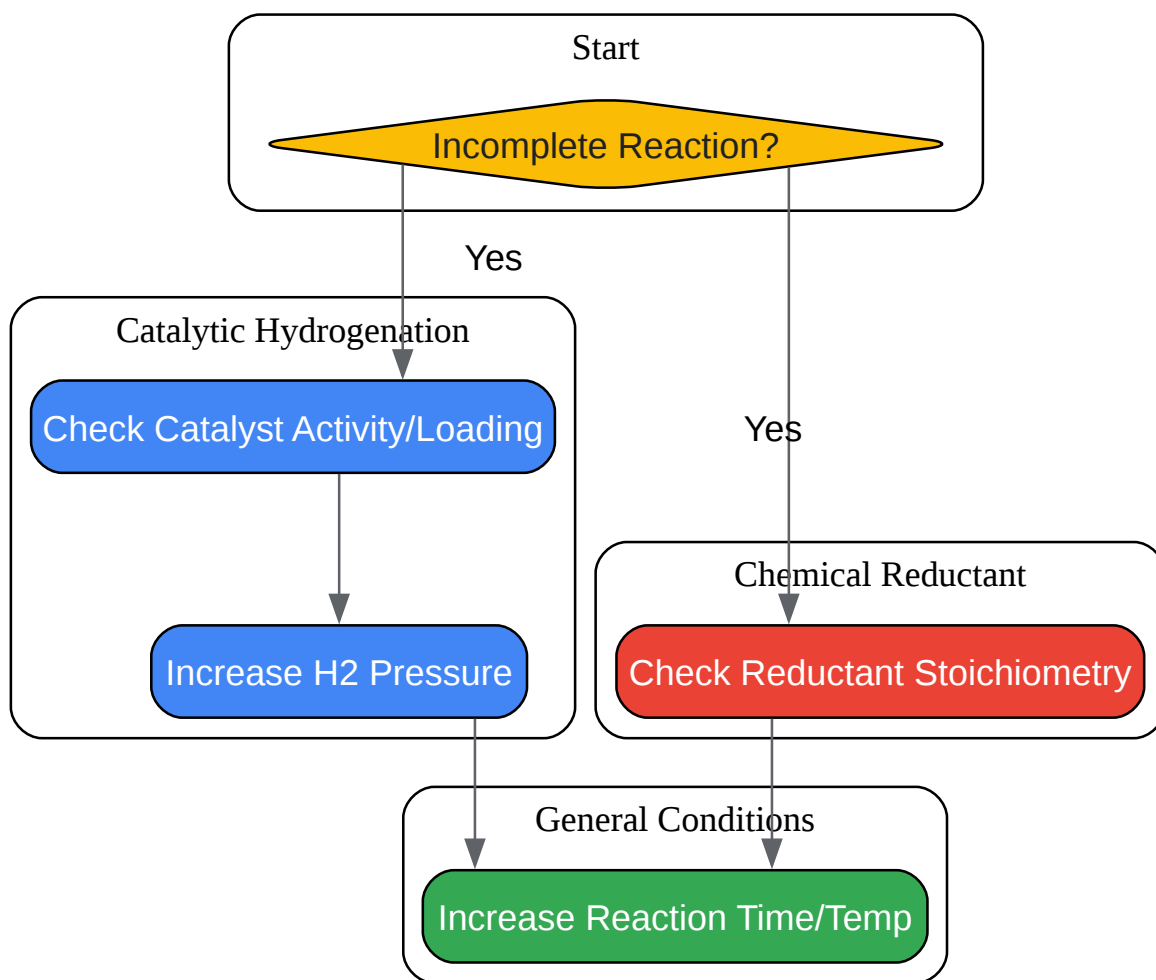 Start
Incomplete Reaction?
Yes
Catalytic Hydrogenation
Check Catalyst Activity/Loading
Yes
Increase H2 Pressure
Chemical Reductant
Check Reductant Stoichiometry
General Conditions
Increase Reaction Time/Temp